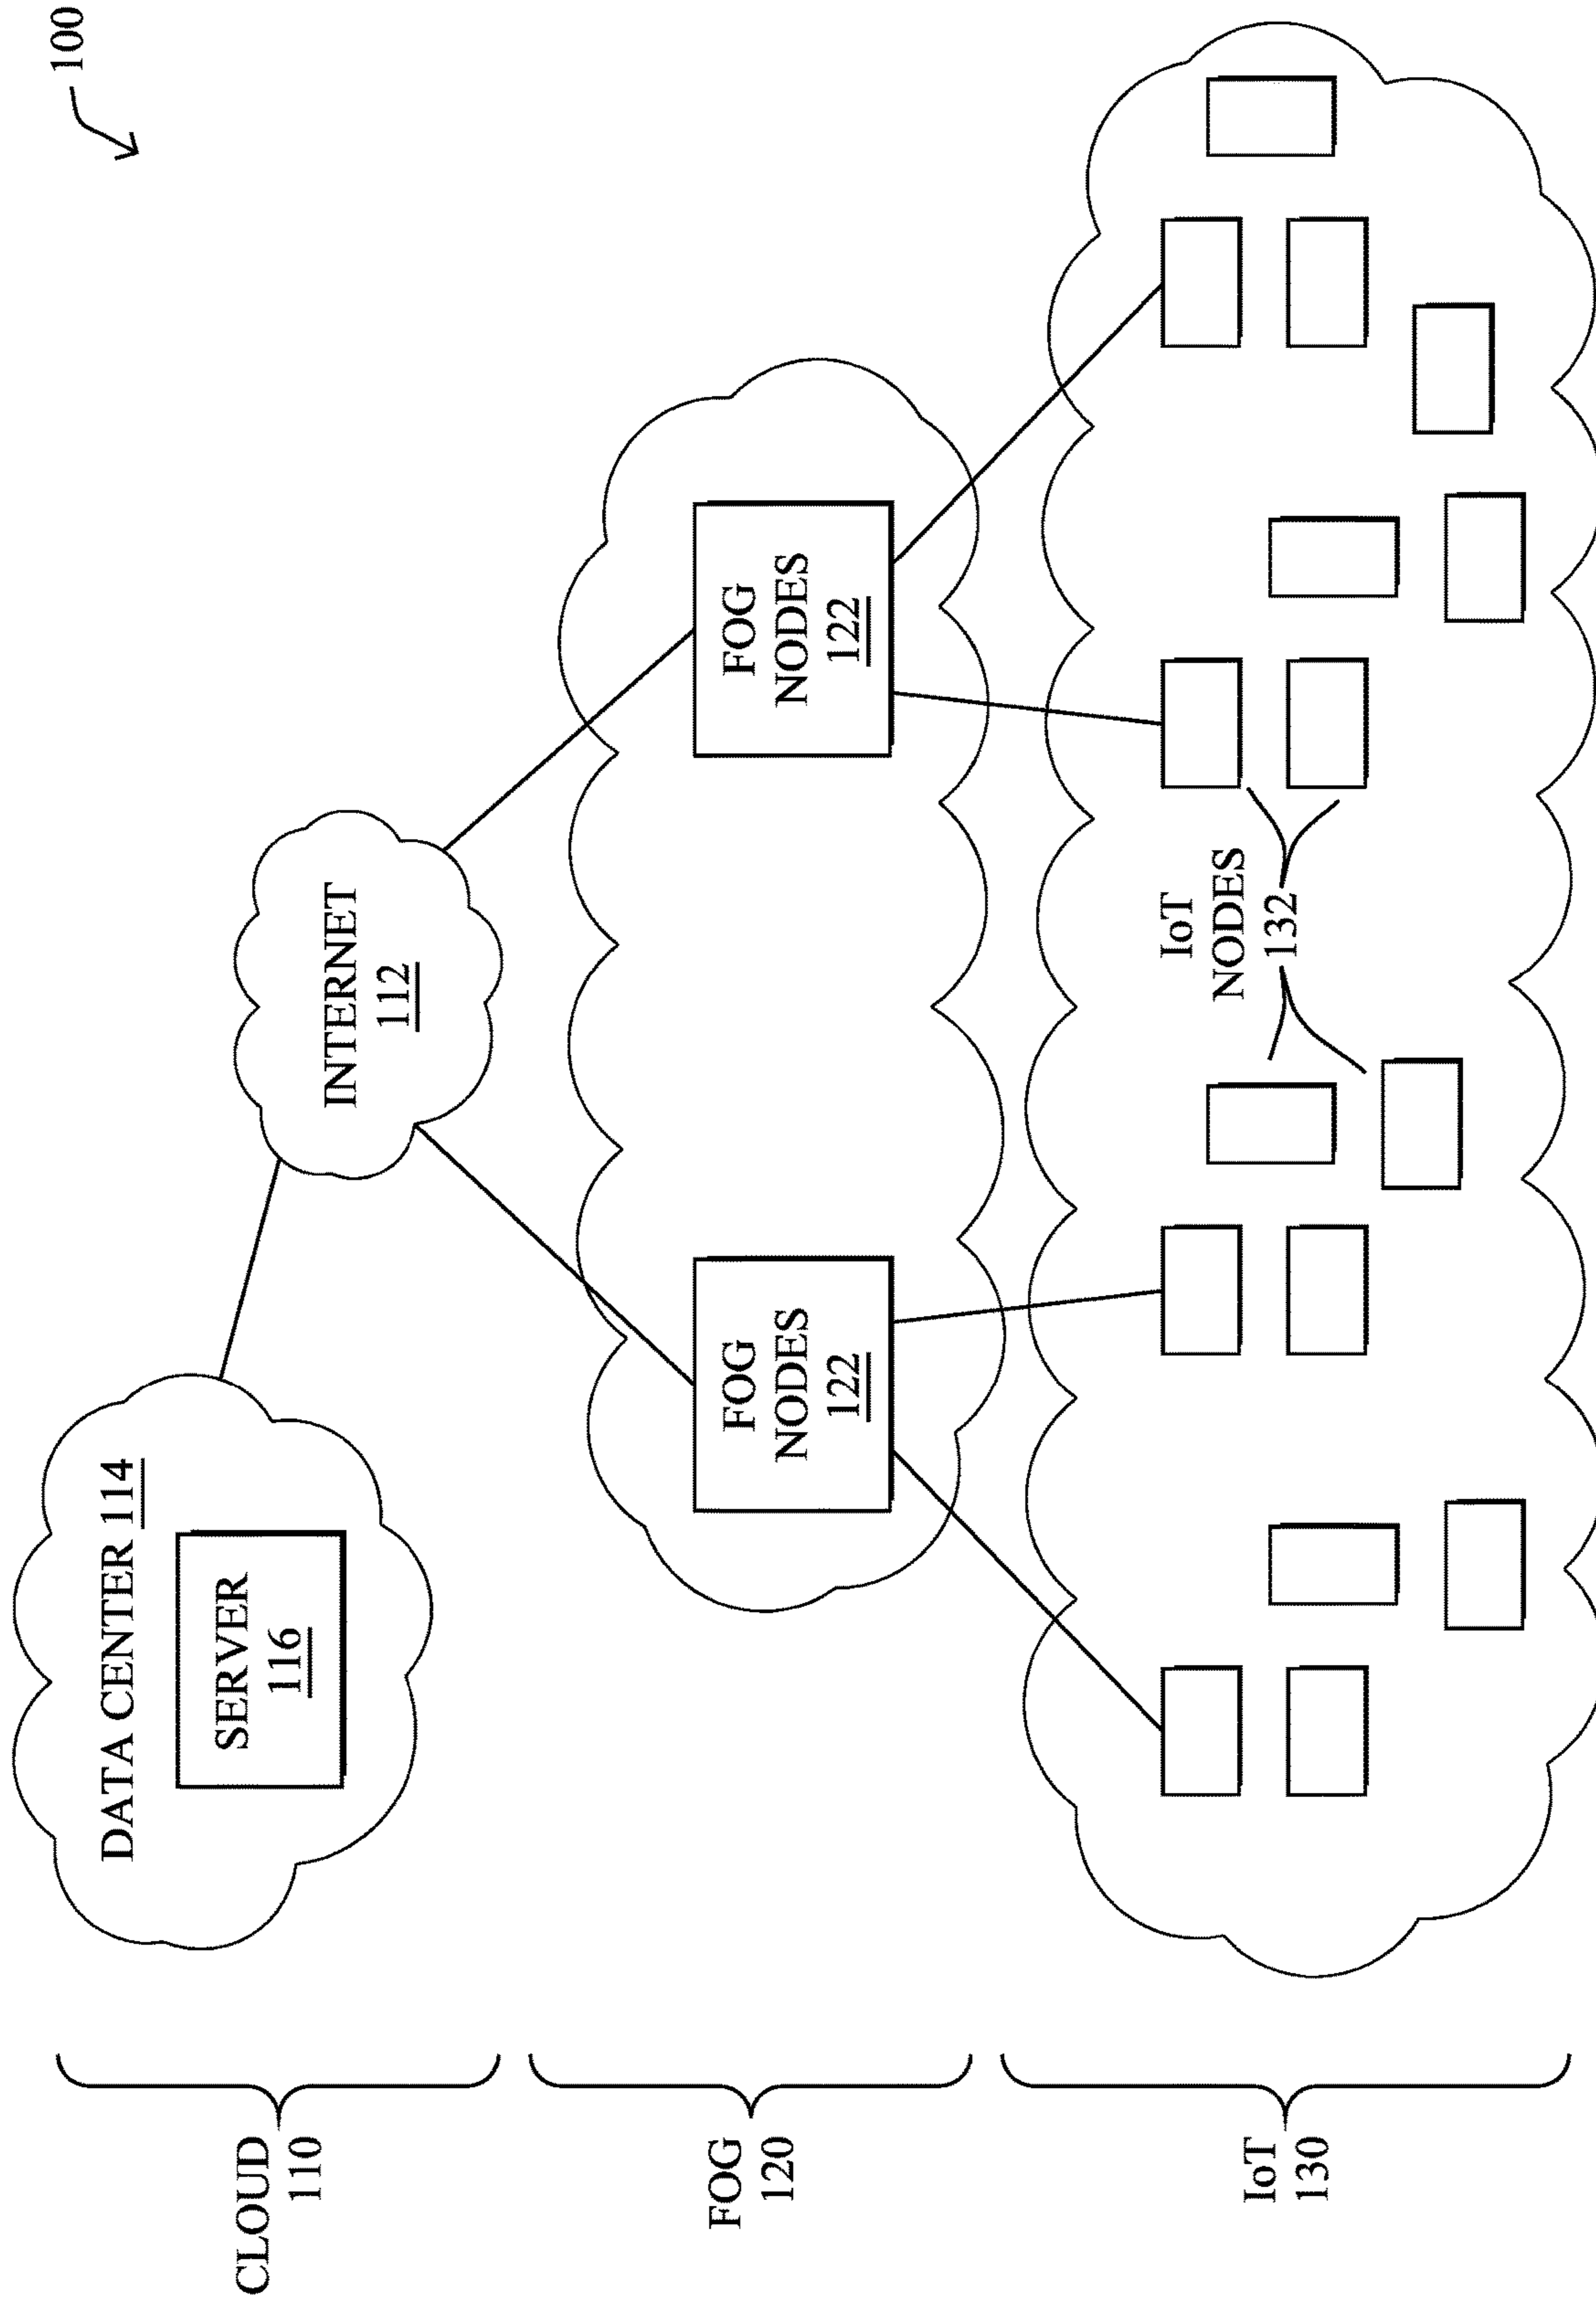 100
CLOUD
110
DATA CENTER 114
SERVER
116
INTERNET
112
FOG
120
FOG
NODES
122
FOG
NODES
122
IoT
130
IoT
NODES
132